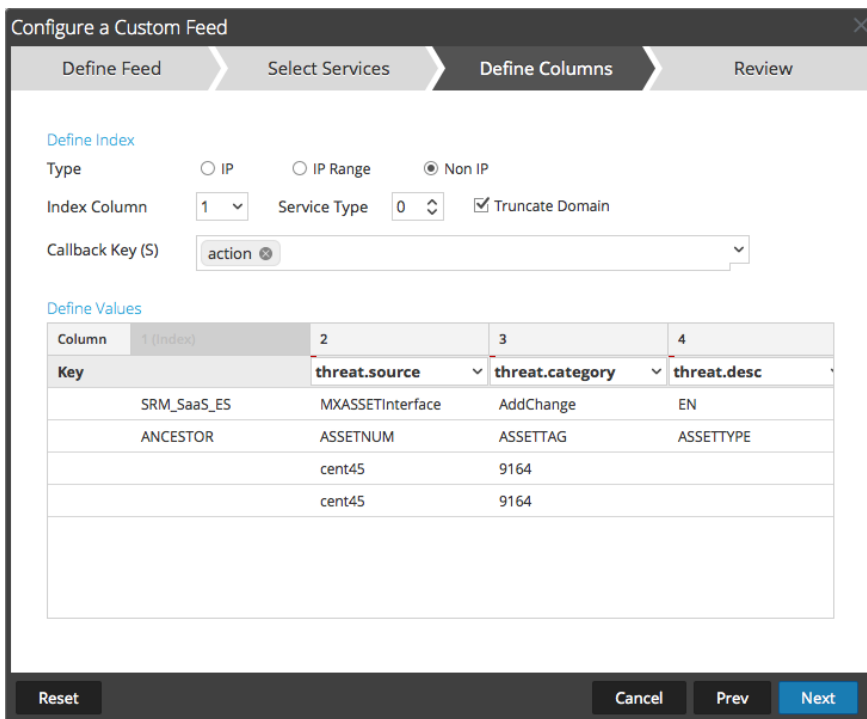 Configure a Custom Feed
Define Feed Select Services Define Columns Review
Define Index
Type IP IP Range Non IP
Index Column 1 Service Type 0 Truncate Domain
Callback Key (S) action
Define Values
Column 1 (Index) 2 3 4
Key threat.source threat.category threat.desc
SRM_SaaS_ES MXASSETInterface AddChange EN
ANCESTOR ASSETNUM ASSETTAG ASSETTYPE
cent45 9164
cent45 9164
Reset Cancel Prev Next